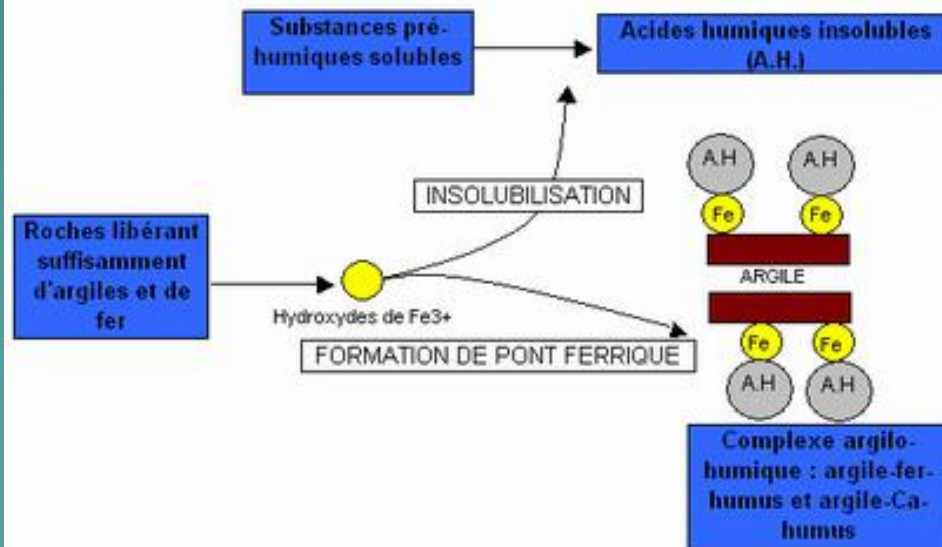 Substances pré-
humiques solubles
Acides humiques insolubles
(A.H.)
INSOLUBILISATION
Roches libérant
suffisamment
d'argiles et de
fer
Hydroxydes de Fe3+
FORMATION DE PONT FERRIQUE
A.H
A.H
Fe
Fe
ARGILE
Fe
Fe
A.H
A.H
Complexe argilo-
humique : argile-fer-
humus et argile-Ca-
humus